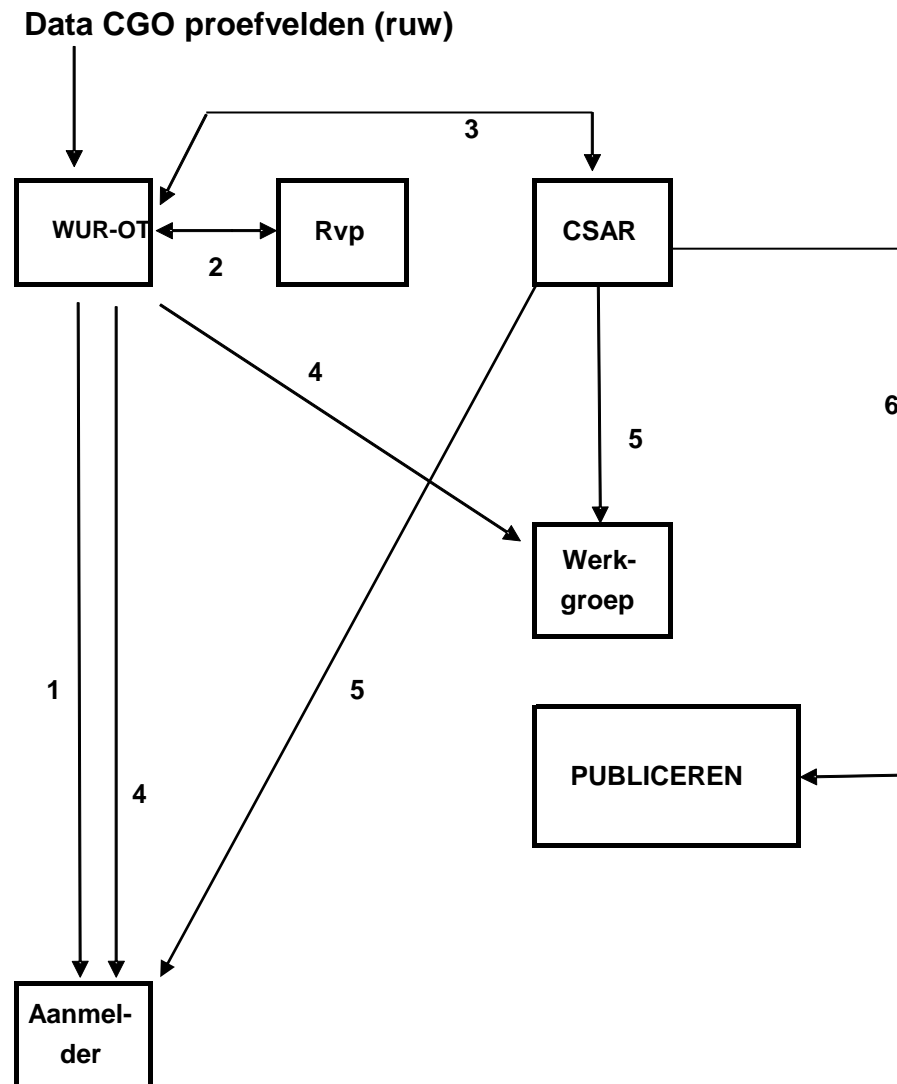 Data CGO proefvelden (ruw)
3
WUR-OT
Rvp
CSAR
2
4
6
5
Werk-
groep
1
5
PUBLICEREN
4
Aanmel-
der